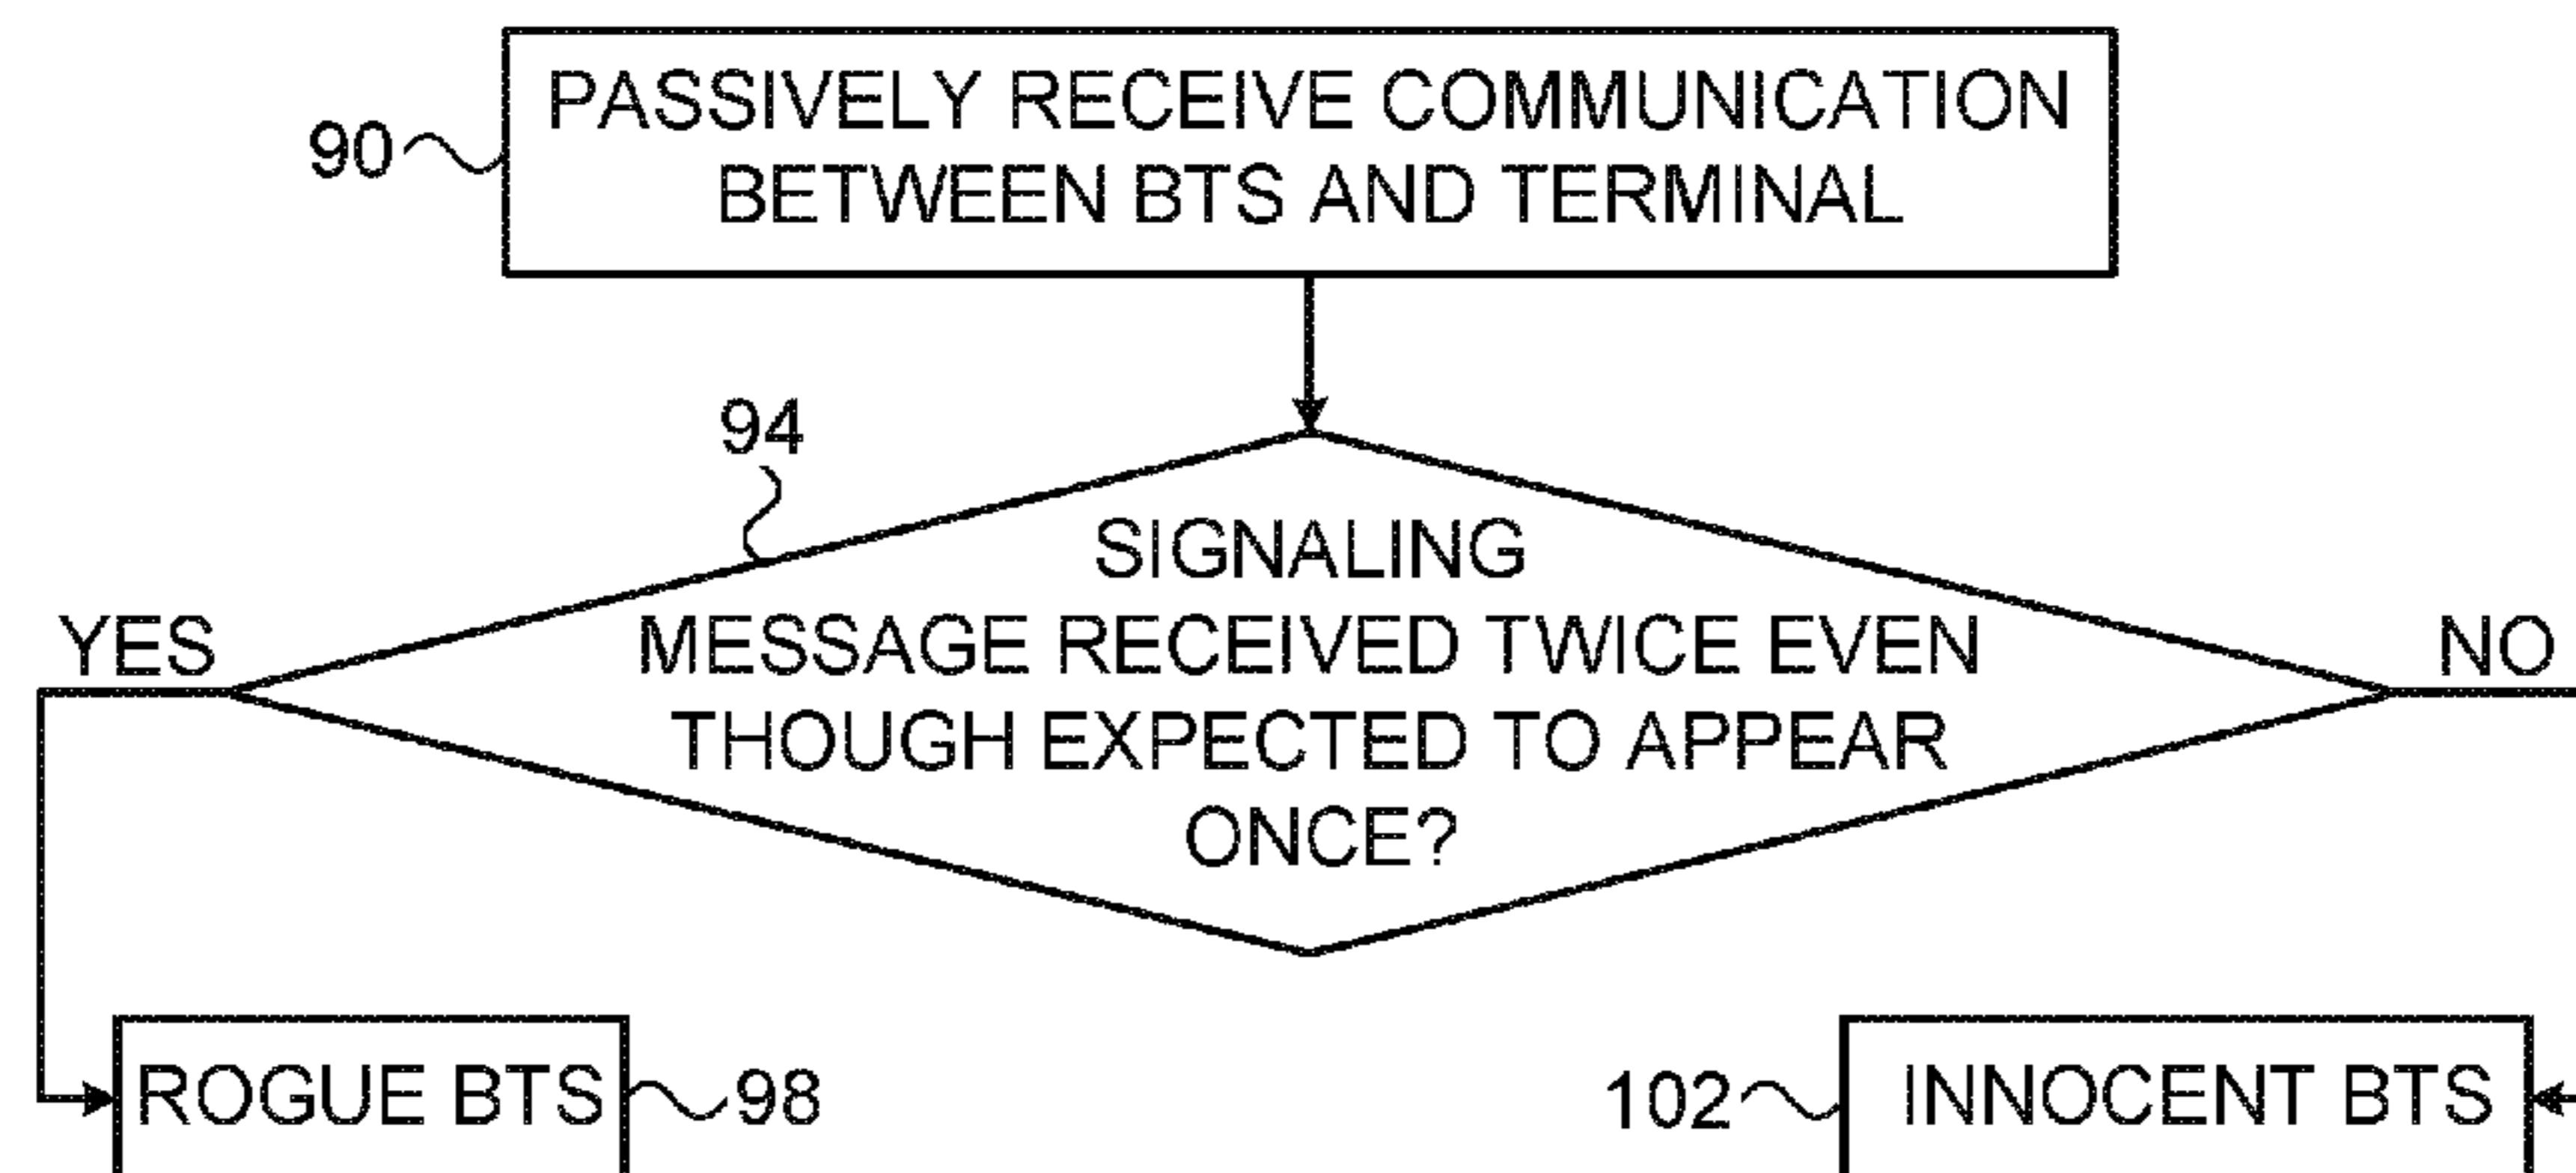 PASSIVELY RECEIVE COMMUNICATION
BETWEEN BTS AND TERMINAL
90
94
SIGNALING
MESSAGE RECEIVED TWICE EVEN
THOUGH EXPECTED TO APPEAR
ONCE?
YES
NO
ROGUE BTS
98
102
INNOCENT BTS